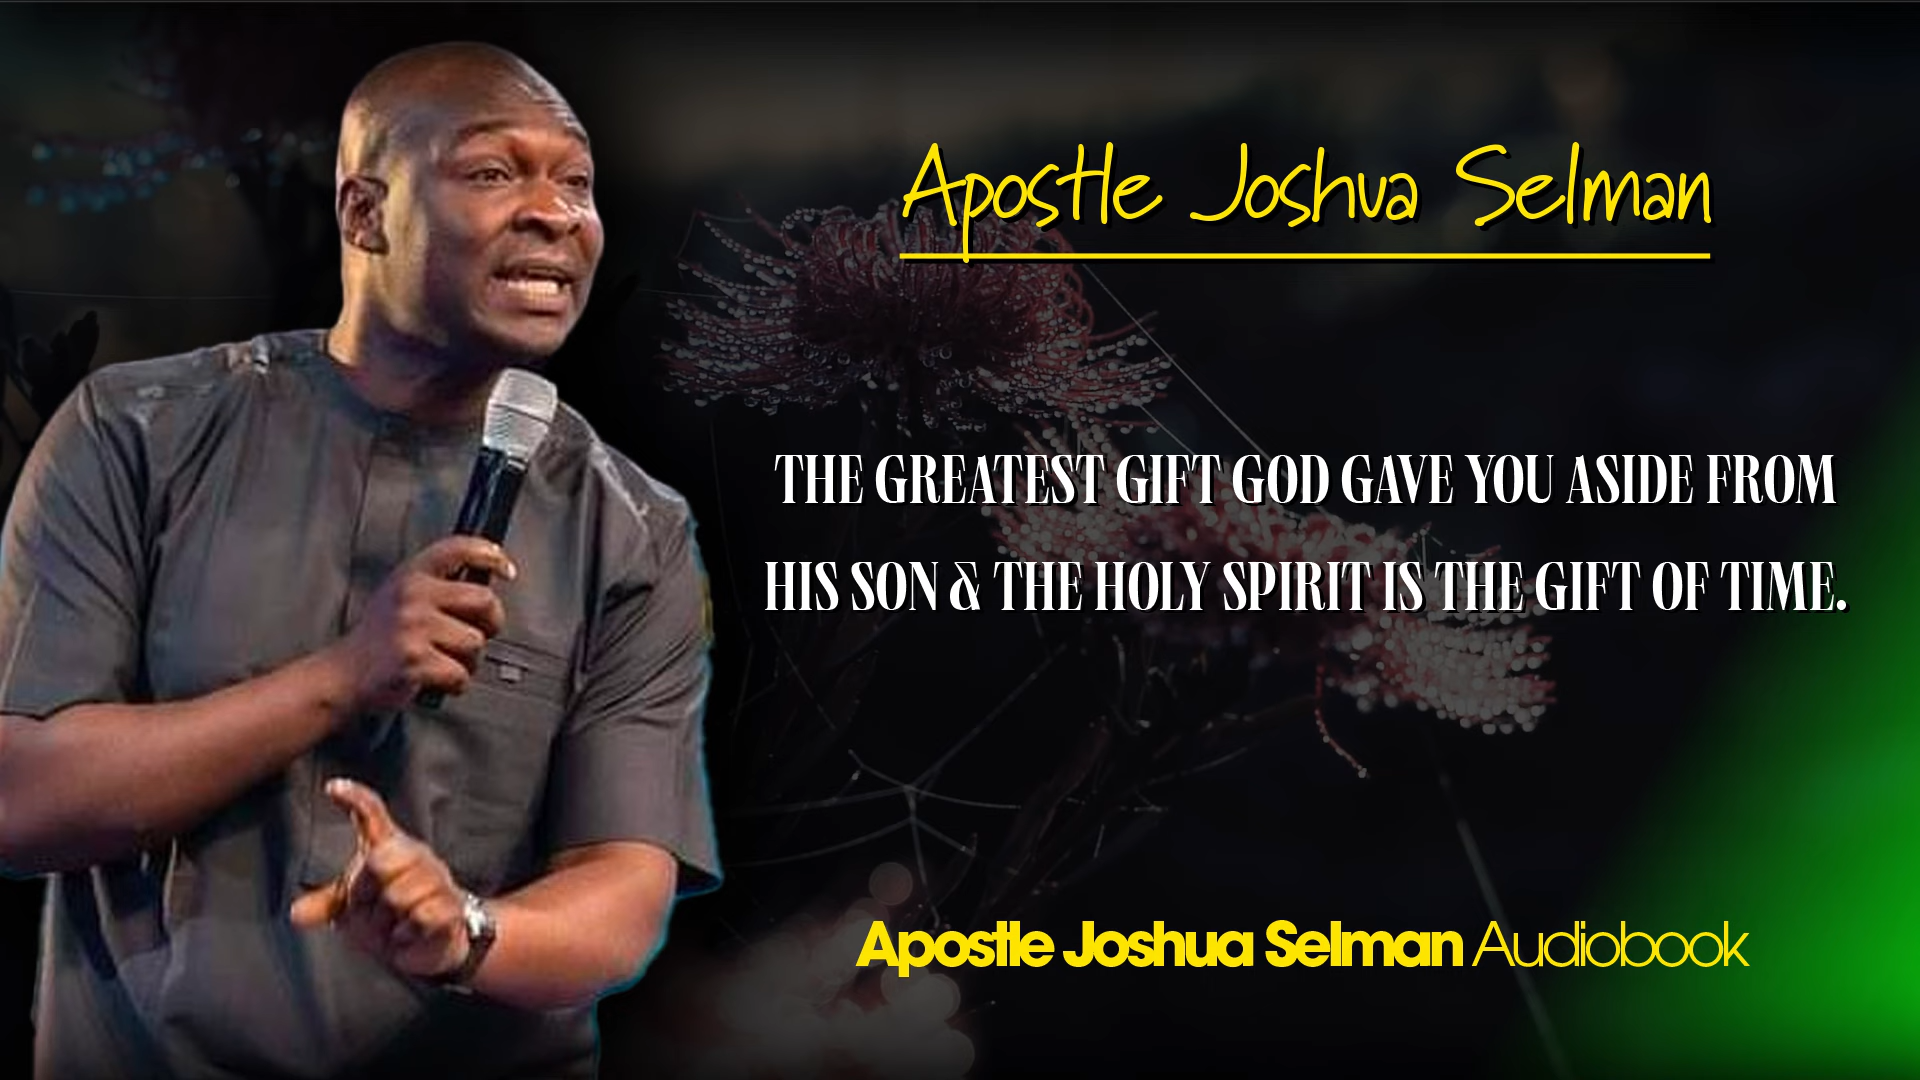 Apostle Joshua Selman
THE GREATEST GIFT GOD GAVE YOU ASIDE FROM
HIS SON & THE HOLY SPIRIT IS THE GIFT OF TIME.
Apostle Joshua Selman Audiobook